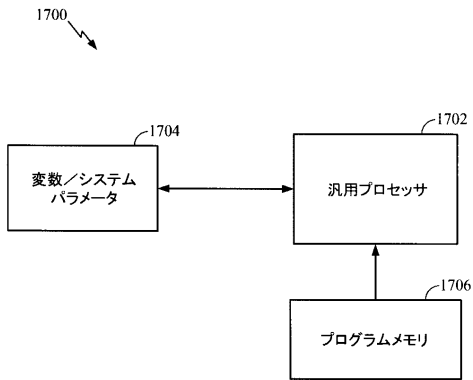 1700
1704
変数／システム
パラメータ
1702
汎用プロセッサ
1706
プログラムメモリ